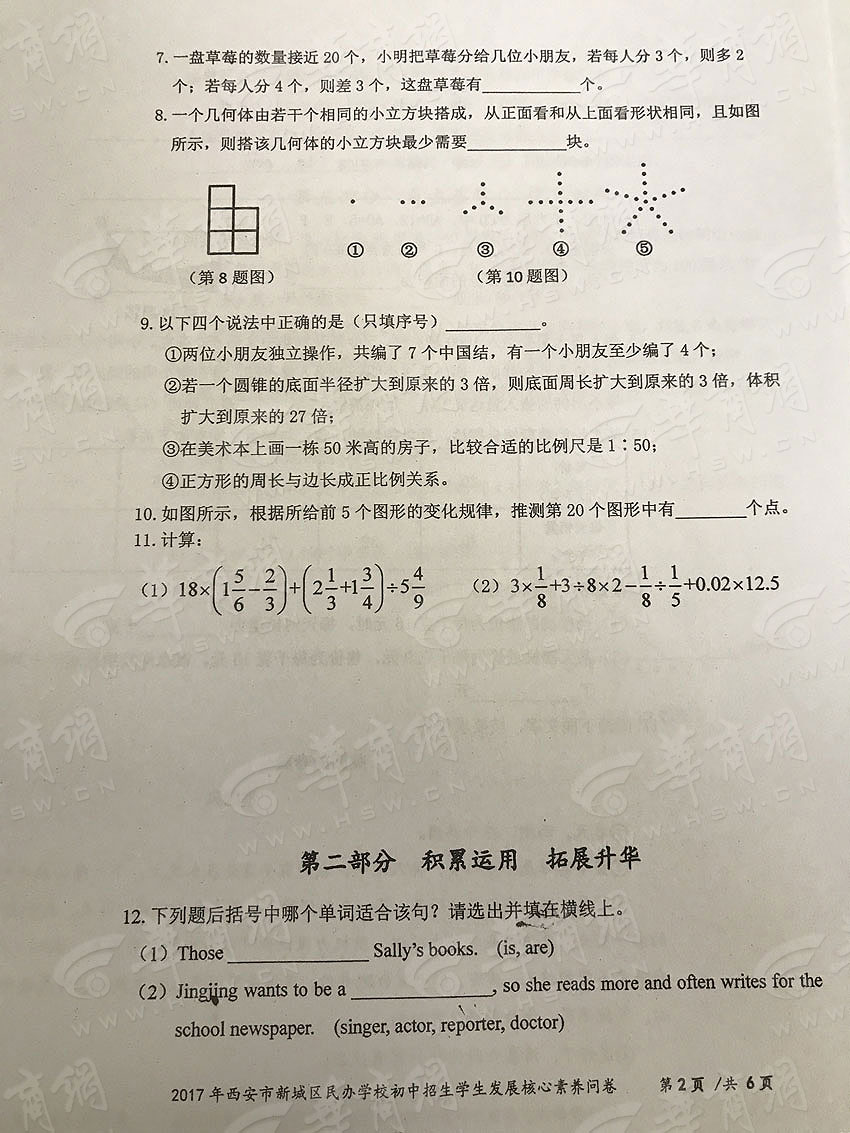 7. 一盘草莓的数量接近 20 个，小明把草莓分给几位小朋友，若每人分 3 个，则多 2
个；若每人分 4 个，则差 3 个，这盘草莓有____________个。
8. 一个几何体由若干个相同的小立方块搭成，从正面看和从上面看形状相同，且如图
所示，则搭该几何体的小立方块最少需要____________块。
① ② ③ ④ ⑤
（第 8 题图） （第 10 题图）
9. 以下四个说法中正确的是（只填序号）____________。
①两位小朋友独立操作，共编了 7 个中国结，有一个小朋友至少编了 4 个；
②若一个圆锥的底面半径扩大到原来的 3 倍，则底面周长扩大到原来的 3 倍，体积
扩大到原来的 27 倍；
③在美术本上画一栋 50 米高的房子，比较合适的比例尺是 1∶50；
④正方形的周长与边长成正比例关系。
10. 如图所示，根据所给前 5 个图形的变化规律，推测第 20 个图形中有________个点。
11. 计算：
（1）18×(1 5/6 − 2/3)+(2 1/3+1 3/4)÷5 4/9 （2）3×1/8+3÷8×2−1/8÷1/5+0.02×12.5
第二部分 积累运用 拓展升华
12. 下列题后括号中哪个单词适合该句？请选出并填在横线上。
（1）Those ______________ Sally's books. (is, are)
（2）Jingjing wants to be a ______________, so she reads more and often writes for the
school newspaper. (singer, actor, reporter, doctor)
2017 年西安市新城区民办学校初中招生学生发展核心素养问卷 第 2 页 /共 6 页
华商网
WWW.HSW.CN